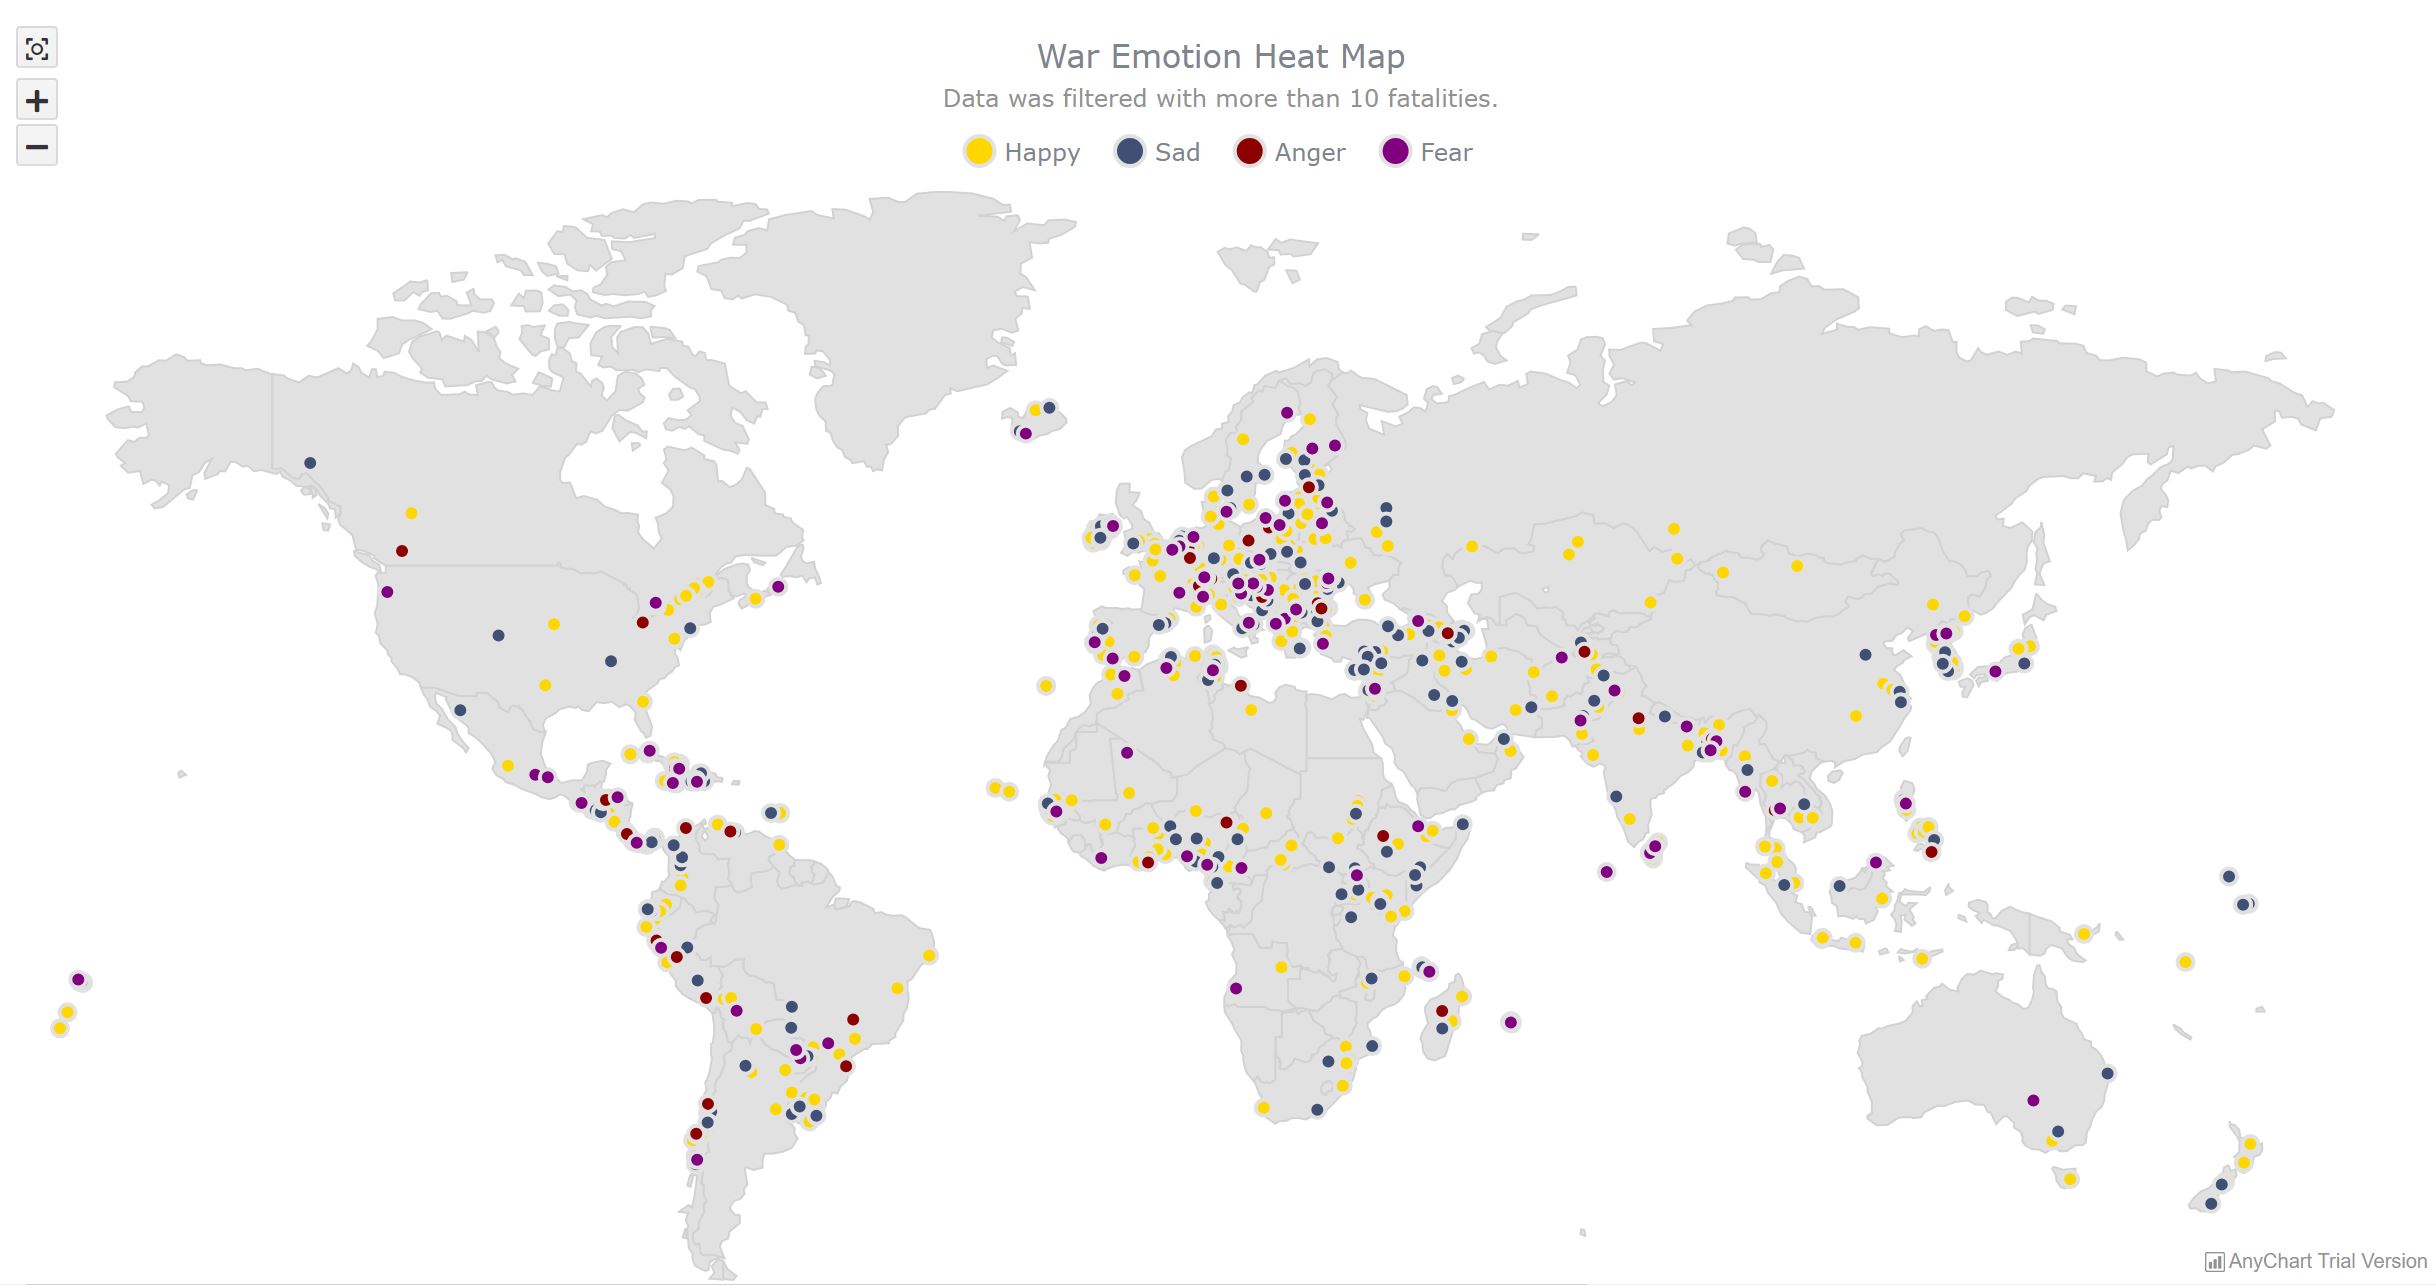 War Emotion Heat Map
Data was filtered with more than 10 fatalities.
Happy Sad Anger Fear
AnyChart Trial Version